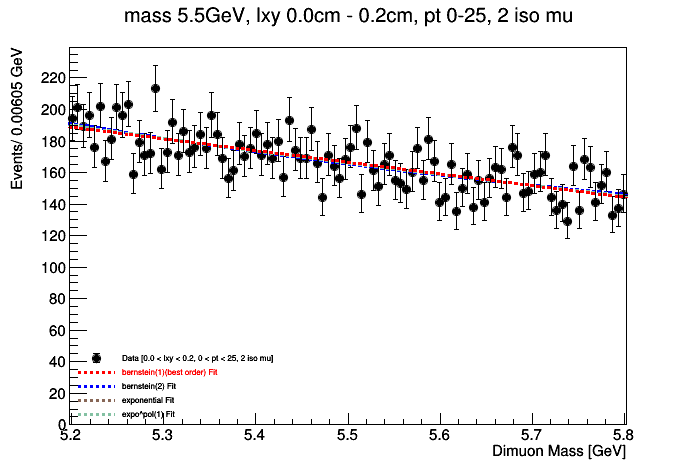 mass 5.5GeV, lxy 0.0cm - 0.2cm, pt 0-25, 2 iso mu
Events/ 0.00605 GeV
220
200
180
160
140
120
100
80
60
40
20
0
Data [0.0 < lxy < 0.2, 0 < pt < 25, 2 iso mu]
bernstein(1)(best order) Fit
bernstein(2) Fit
exponential Fit
expo*pol(1) Fit
5.2 5.3 5.4 5.5 5.6 5.7 5.8
Dimuon Mass [GeV]